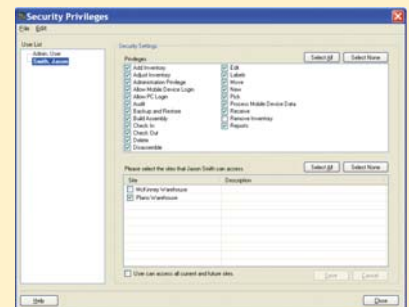 Security Privileges
File Edit
User List
Admin, User
Smith, Jason
Security Settings
Privileges
Select All Select None
Add Inventory
Adjust Inventory
Administration Privilege
Allow Mobile Device Login
Allow PC Login
Audit
Backup and Restore
Build Assembly
Check In
Check Out
Delete
Disassemble
Edit
Labels
Move
New
Pick
Process Mobile Device Data
Receive
Remove Inventory
Reports
Please select the sites that Jason Smith can access
Select All Select None
Site Description
McKinney Warehouse
Plano Warehouse
User can access all current and future sites
Save Cancel
Help Close